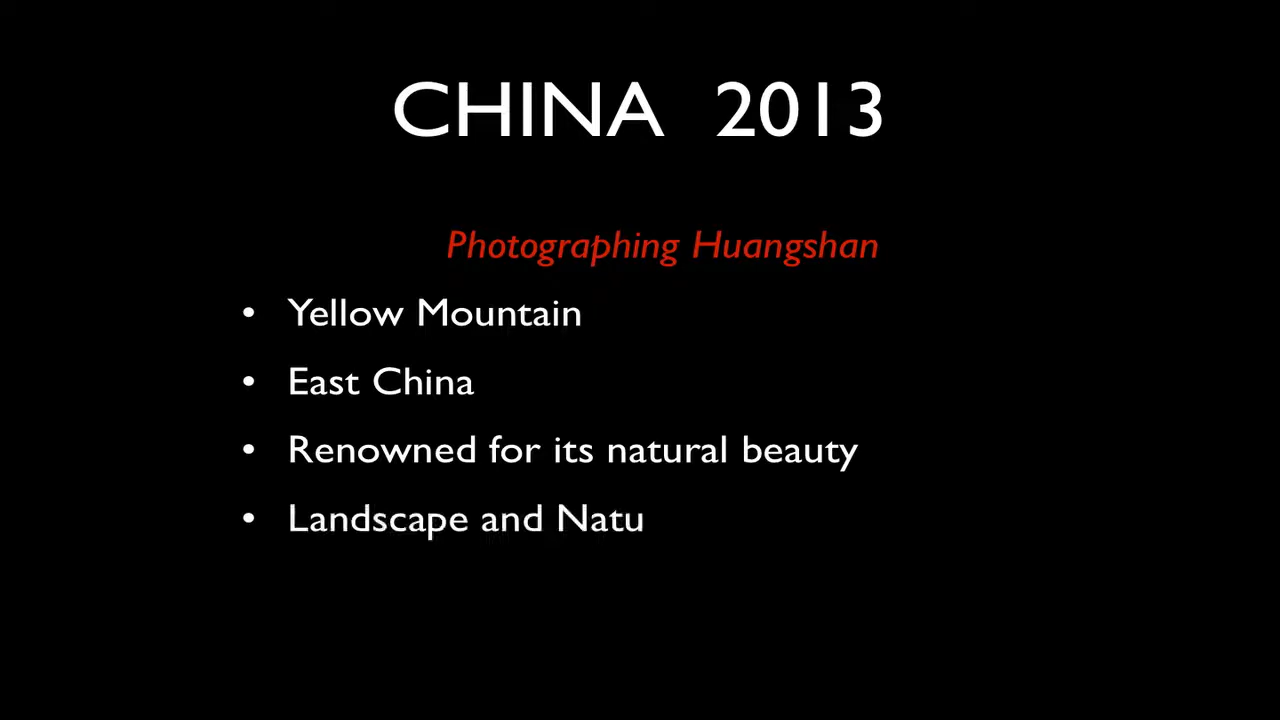 CHINA 2013
Photographing Huangshan
• Yellow Mountain
• East China
• Renowned for its natural beauty
• Landscape and Natu